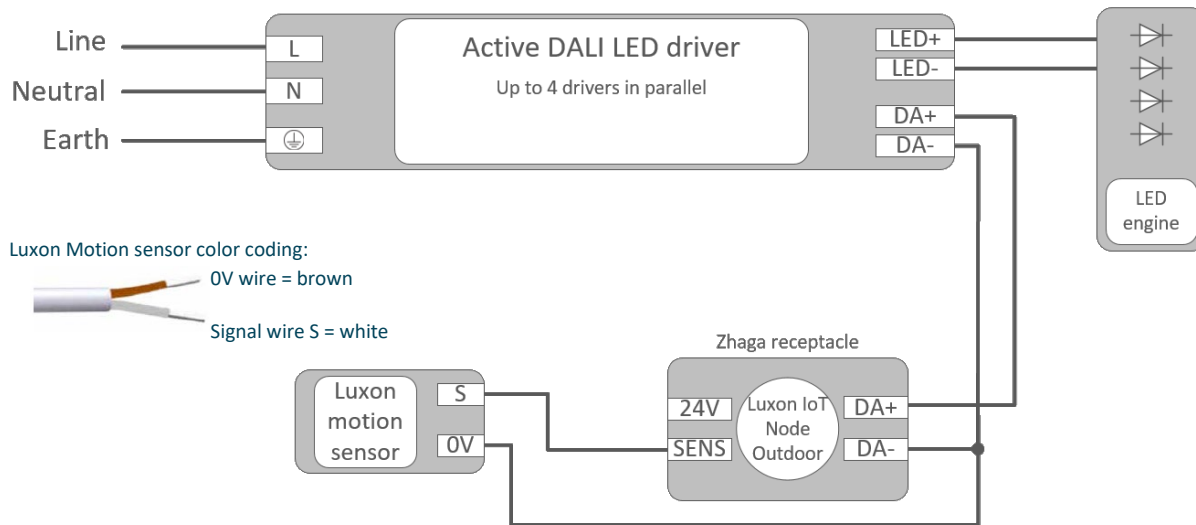 Line
Neutral
Earth
L
N
Active DALI LED driver
Up to 4 drivers in parallel
LED+
LED-
DA+
DA-
LED
engine
Luxon Motion sensor color coding:
0V wire = brown
Signal wire S = white
Zhaga receptacle
Luxon
motion
sensor
S
0V
24V
SENS
Luxon IoT
Node
Outdoor
DA+
DA-